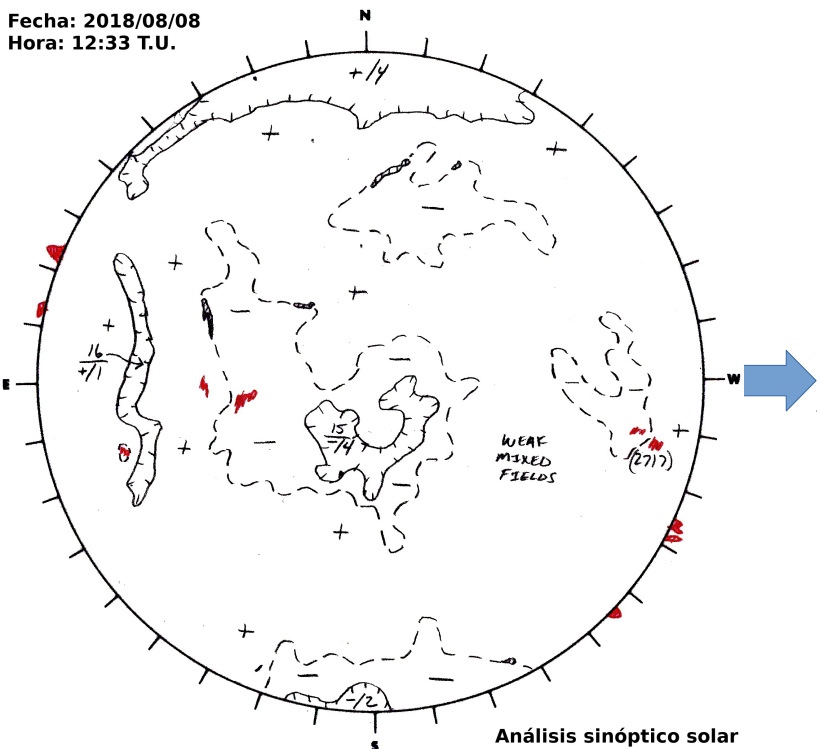 Fecha: 2018/08/08
Hora: 12:33 T.U.
N
+/4
+
+
−
+
−
+
+
16
+/1
−
E
W
−
−
+
15
-/4
+
−
−
WEAK
MIXED
FIELDS
(2717)
+
+
−
−
-/2
S
Análisis sinóptico solar